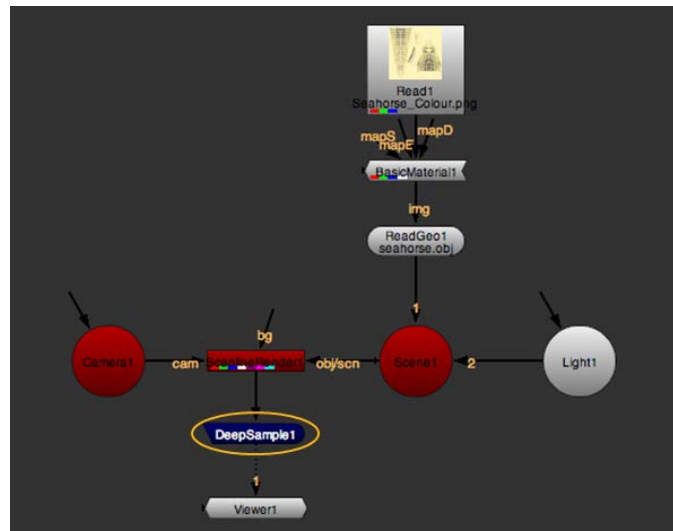 Read1
Seahorse_Colour.png
mapS
mapE
mapD
BasicMaterial1
img
ReadGeo1
seahorse.obj
1
bg
Camera1
cam
ScanlineRender1
obj/scn
Scene1
2
Light1
DeepSample1
1
Viewer1